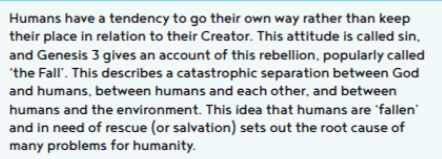 Humans have a tendency to go their own way rather than keep
their place in relation to their Creator. This attitude is called sin,
and Genesis 3 gives an account of this rebellion, popularly called
‘the Fall’. This describes a catastrophic separation between God
and humans, between humans and each other, and between
humans and the environment. This idea that humans are ‘fallen’
and in need of rescue (or salvation) sets out the root cause of
many problems for humanity.